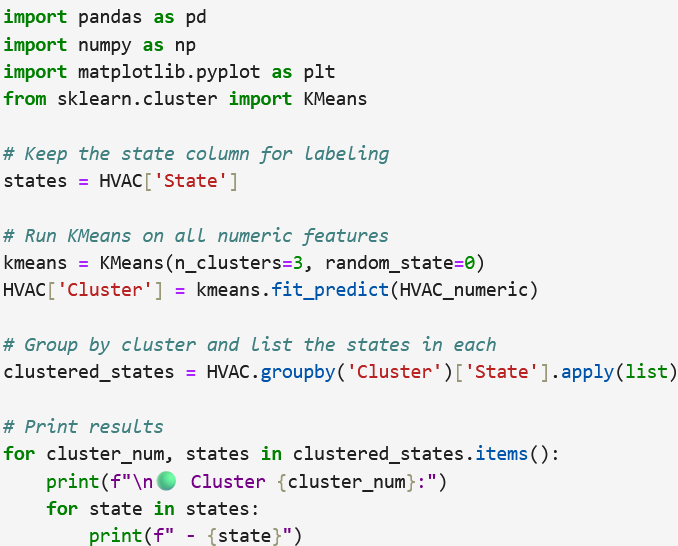 import pandas as pd
import numpy as np
import matplotlib.pyplot as plt
from sklearn.cluster import KMeans
# Keep the state column for labeling
states = HVAC['State']
# Run KMeans on all numeric features
kmeans = KMeans(n_clusters=3, random_state=0)
HVAC['Cluster'] = kmeans.fit_predict(HVAC_numeric)
# Group by cluster and list the states in each
clustered_states = HVAC.groupby('Cluster')['State'].apply(list)
# Print results
for cluster_num, states in clustered_states.items():
    print(f"\n🟢 Cluster {cluster_num}:")
    for state in states:
        print(f" - {state}")